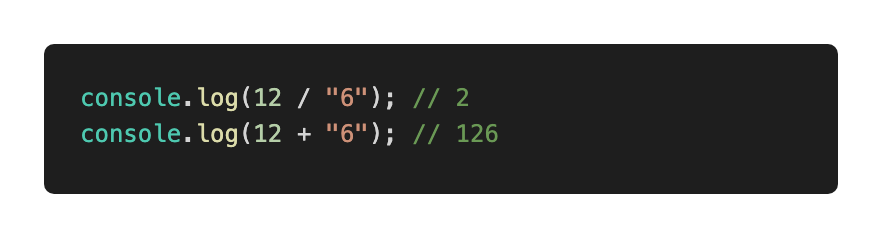 console.log(12 / "6"); // 2
console.log(12 + "6"); // 126